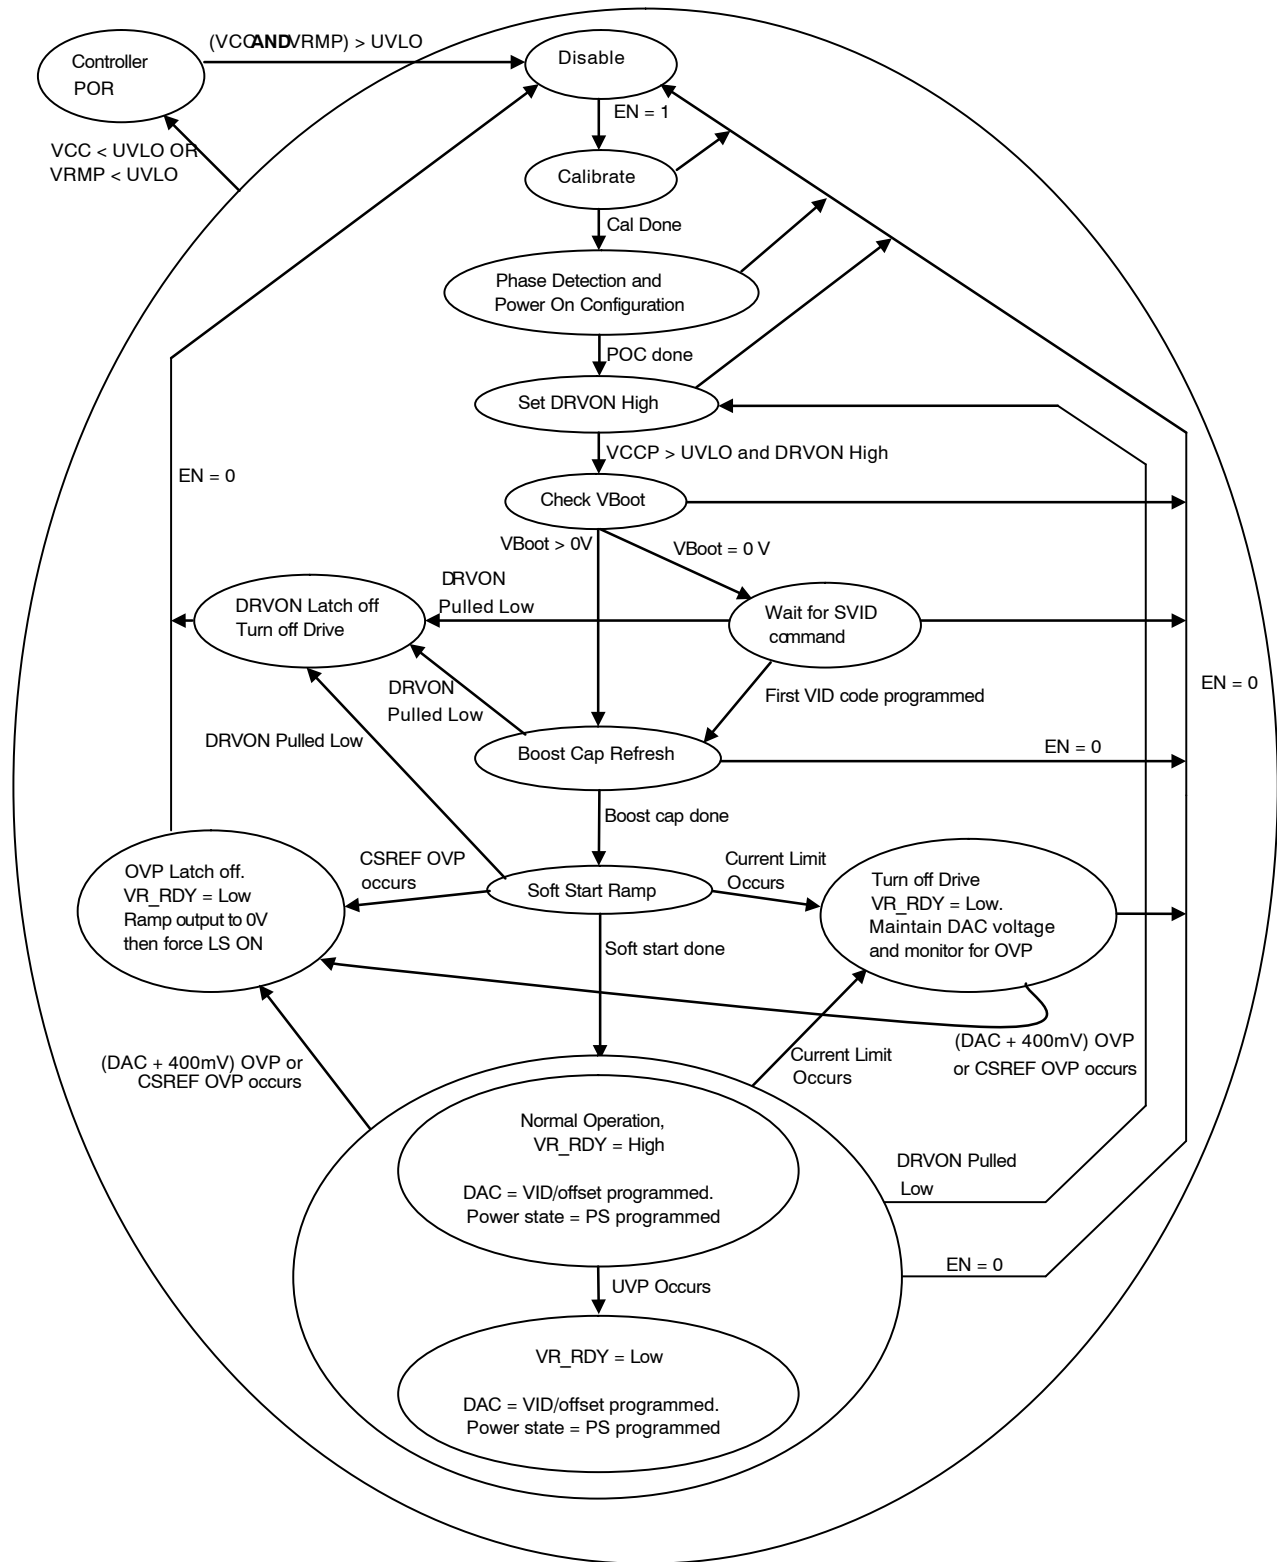 (VCC AND VRMP) > UVLO
Controller
POR
Disable
EN = 1
VCC < UVLO OR
VRMP < UVLO
Calibrate
Cal Done
Phase Detection and
Power On Configuration
POC done
Set DRVON High
VCCP > UVLO and DRVON High
EN = 0
Check VBoot
VBoot > 0V
VBoot = 0 V
DRVON
Pulled Low
DRVON Latch off
Turn off Drive
Wait for SVID
command
DRVON
Pulled Low
First VID code programmed
EN = 0
DRVON Pulled Low
Boost Cap Refresh
EN = 0
Boost cap done
OVP Latch off.
VR_RDY = Low
Ramp output to 0V
then force LS ON
CSREF OVP
occurs
Soft Start Ramp
Current Limit
Occurs
Turn off Drive
VR_RDY = Low.
Maintain DAC voltage
and monitor for OVP
Soft start done
(DAC + 400mV) OVP or
CSREF OVP occurs
Current Limit
Occurs
(DAC + 400mV) OVP
or CSREF OVP occurs
Normal Operation,
VR_RDY = High
DAC = VID/offset programmed.
Power state = PS programmed
DRVON Pulled
Low
EN = 0
UVP Occurs
VR_RDY = Low
DAC = VID/offset programmed.
Power state = PS programmed